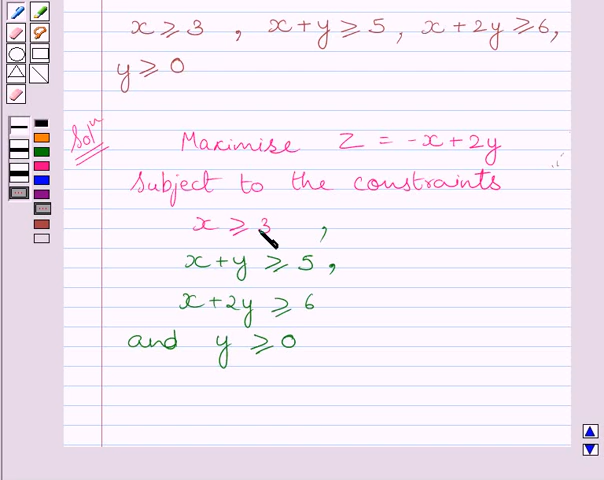 x ≥ 3 , x + y ≥ 5 , x + 2y ≥ 6,
y ≥ 0
Solⁿ Maximise Z = -x + 2y
Subject to the constraints
x ≥ 3 ,
x + y ≥ 5 ,
x + 2y ≥ 6
and y ≥ 0